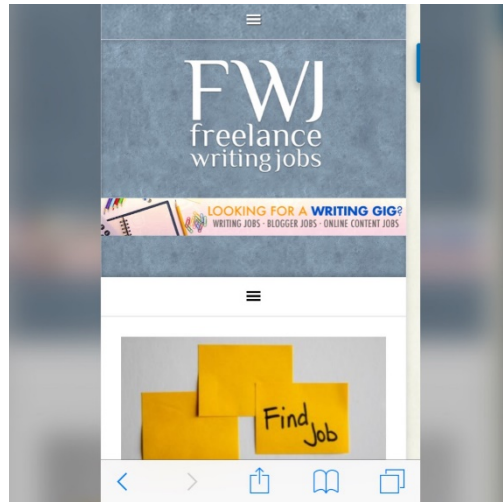 FWJ
freelance
writing jobs
LOOKING FOR A WRITING GIG?
WRITING JOBS - BLOGGER JOBS - ONLINE CONTENT JOBS
Find
Job